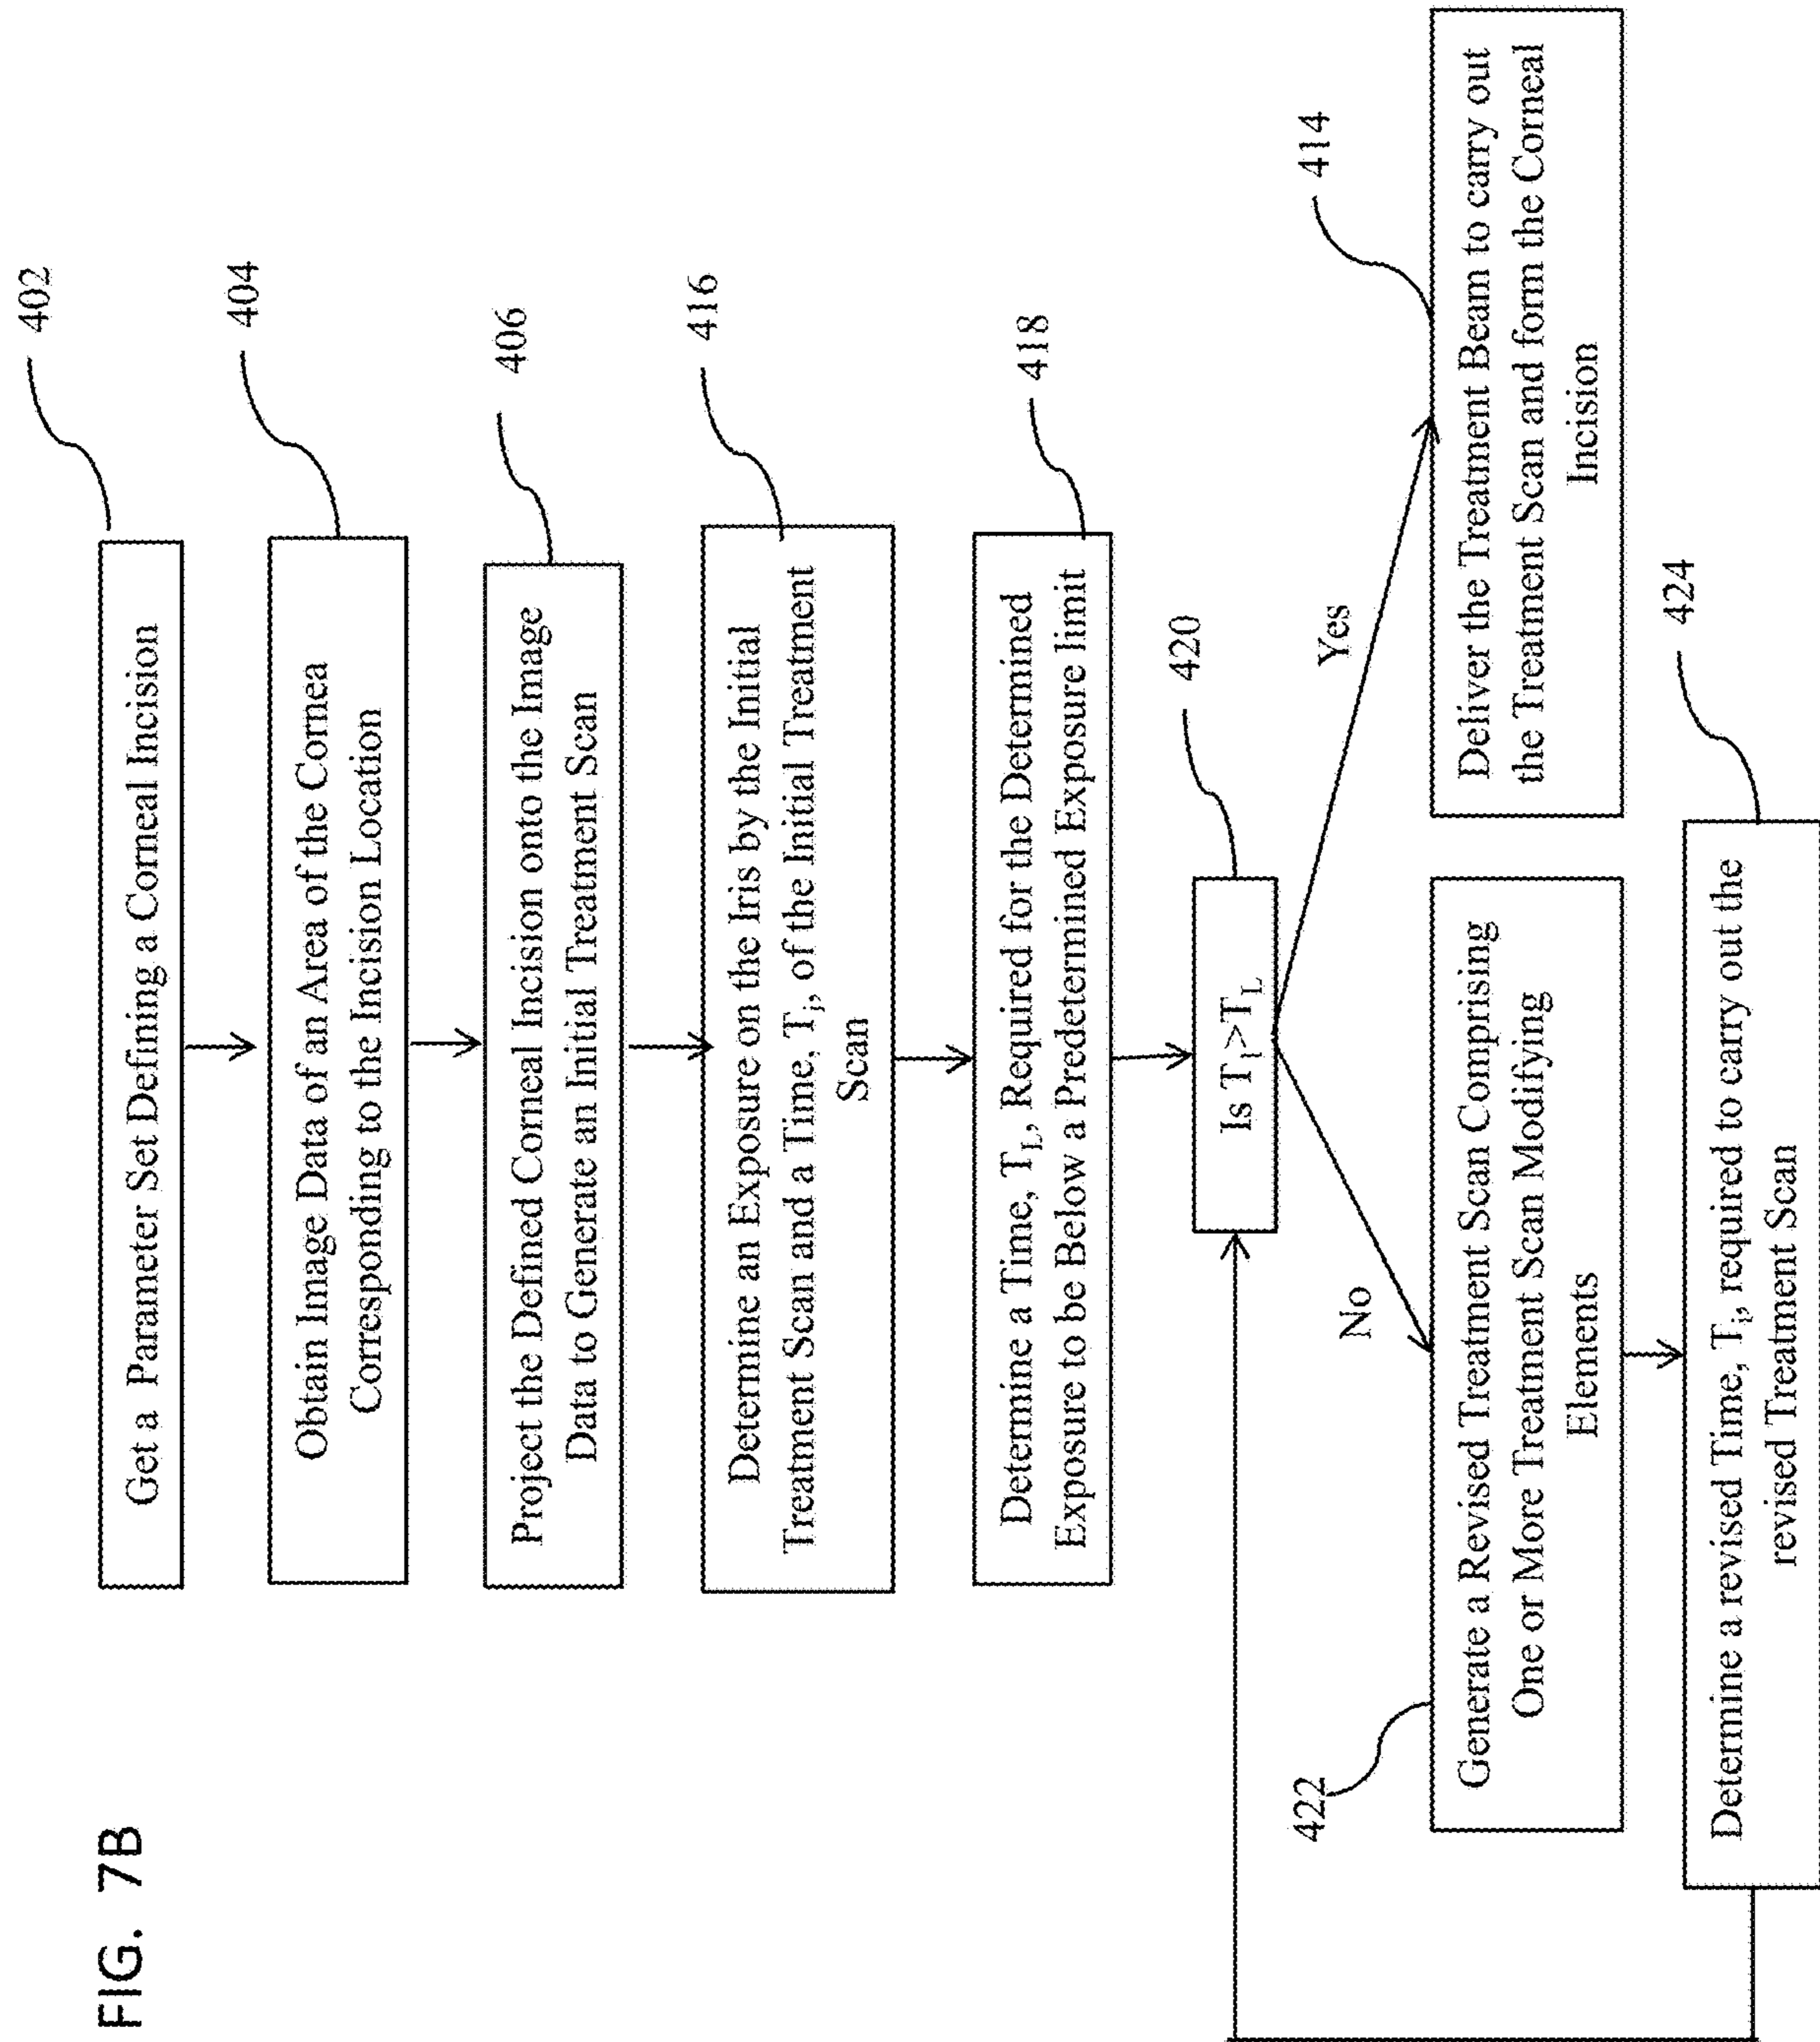 FIG. 7B
402
Get a Parameter Set Defining a Corneal Incision
404
Obtain Image Data of an Area of the Cornea
Corresponding to the Incision Location
406
Project the Defined Corneal Incision onto the Image
Data to Generate an Initial Treatment Scan
416
Determine an Exposure on the Iris by the Initial
Treatment Scan and a Time, Ti, of the Initial Treatment
Scan
418
Determine a Time, TL, Required for the Determined
Exposure to be Below a Predetermined Exposure limit
420
Is Ti>TL
No
Yes
422
Generate a Revised Treatment Scan Comprising
One or More Treatment Scan Modifying
Elements
414
Deliver the Treatment Beam to carry out
the Treatment Scan and form the Corneal
Incision
424
Determine a revised Time, Ti, required to carry out the
revised Treatment Scan